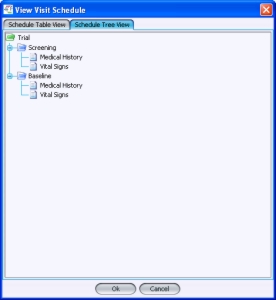 View Visit Schedule
Schedule Table View Schedule Tree View
Trial
Screening
Medical History
Vital Signs
Baseline
Medical History
Vital Signs
Ok Cancel